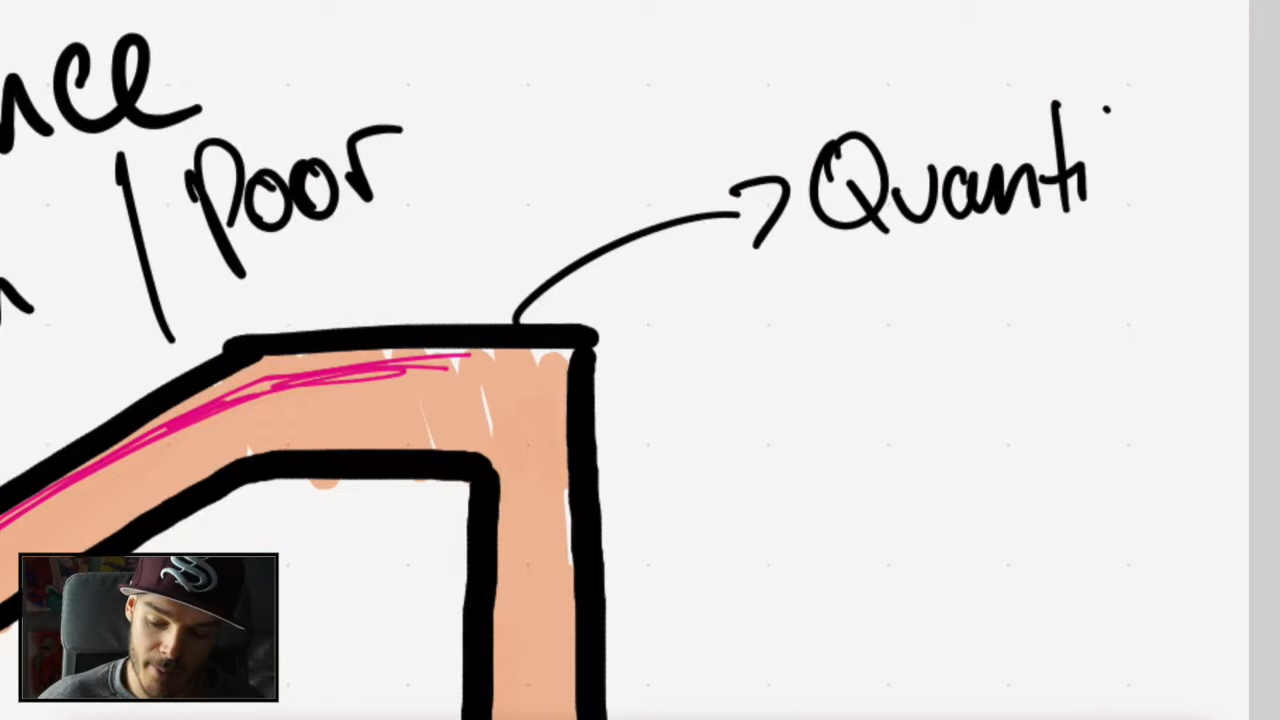 nce
/ Poor
→ Quanti